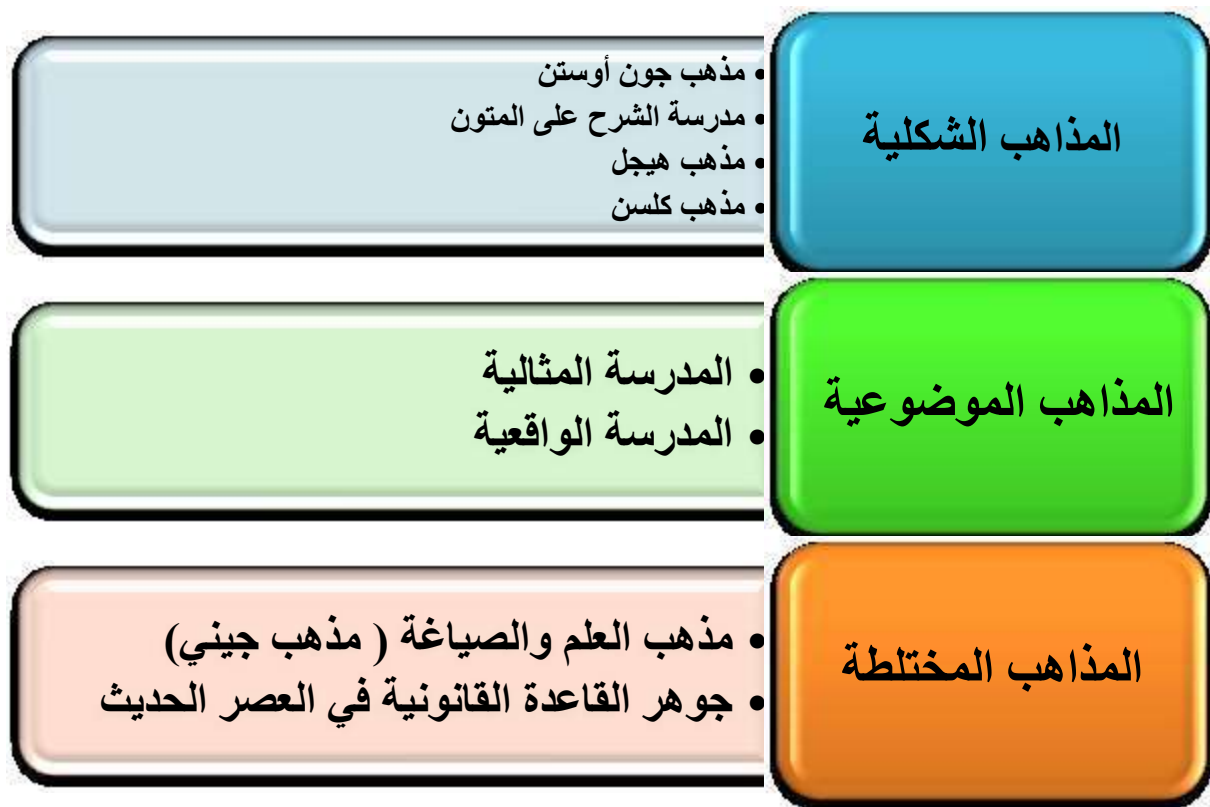 المذاهب الشكلية
• مذهب جون أوستن
• مدرسة الشرح على المتون
• مذهب هيجل
• مذهب كلسن
المذاهب الموضوعية
• المدرسة المثالية
• المدرسة الواقعية
المذاهب المختلطة
• مذهب العلم والصياغة ( مذهب جيني)
• جوهر القاعدة القانونية في العصر الحديث